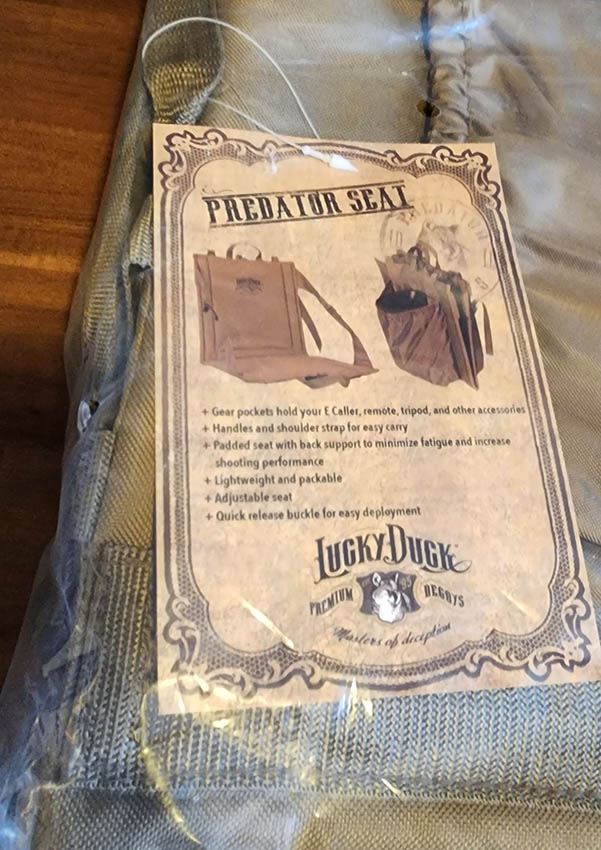 PREDATOR SEAT
PREDATOR
+ Gear pockets hold your E Caller, remote, tripod, and other accessories
+ Handles and shoulder strap for easy carry
+ Padded seat with back support to minimize fatigue and increase
shooting performance
+ Lightweight and packable
+ Adjustable seat
+ Quick release buckle for easy deployment
LUCKY DUCK
PREMIUM DECOYS
Masters of deception